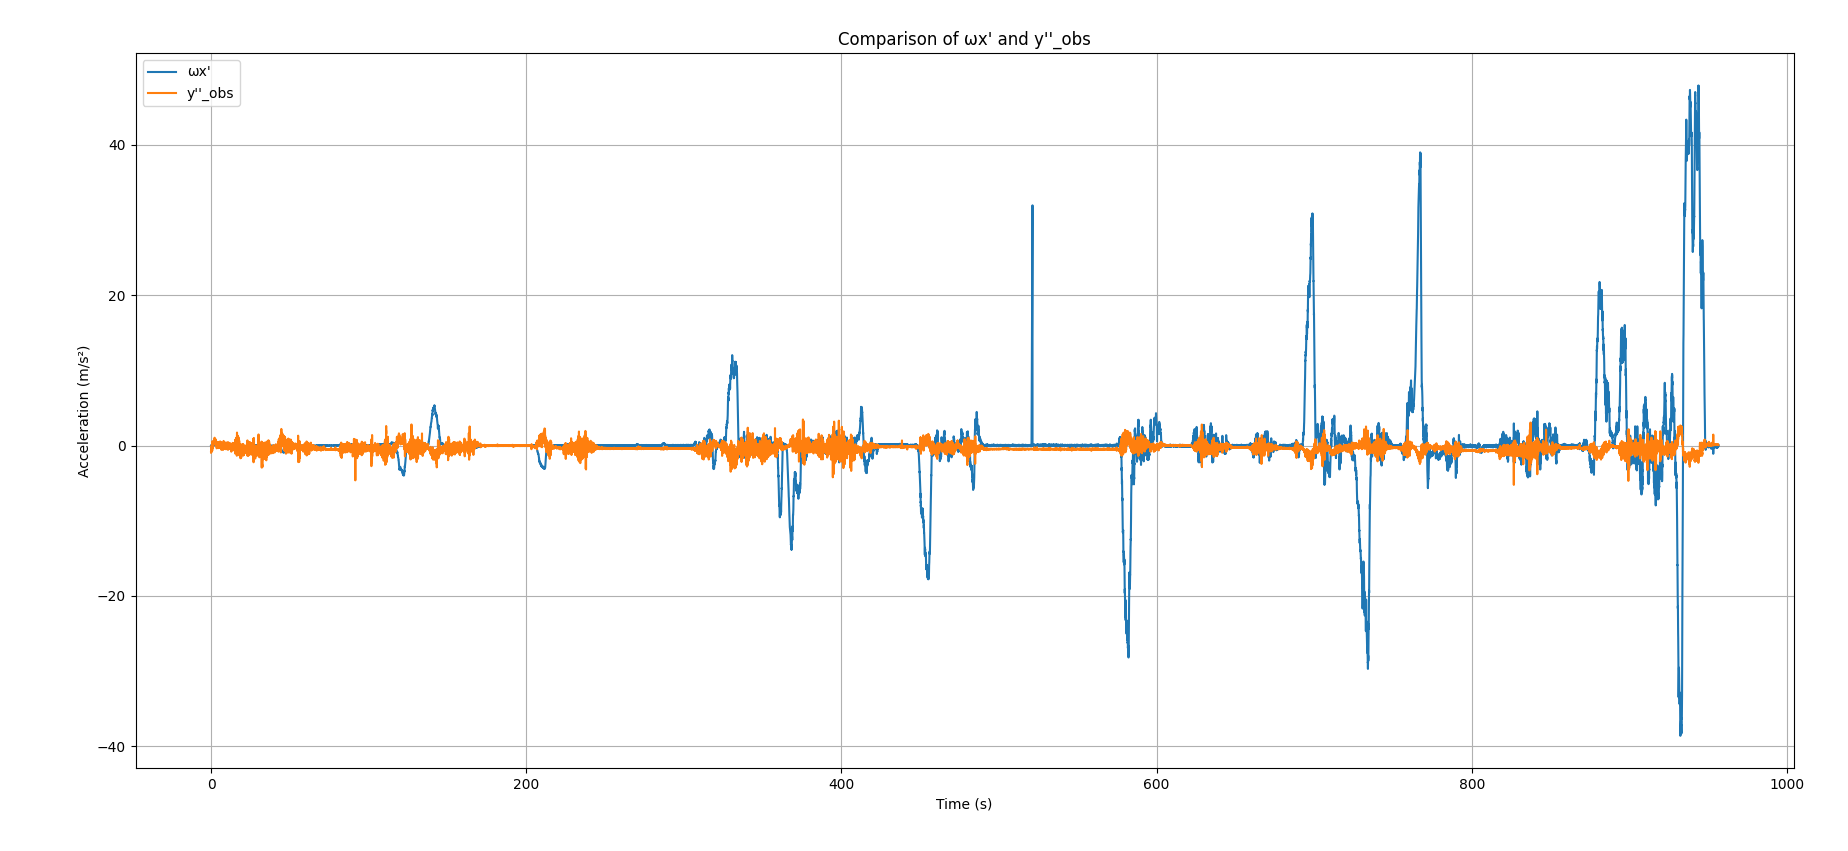 Comparison of ωx' and y''_obs
ωx'
y''_obs
Acceleration (m/s²)
40
20
0
−20
−40
0
200
400
600
800
1000
Time (s)